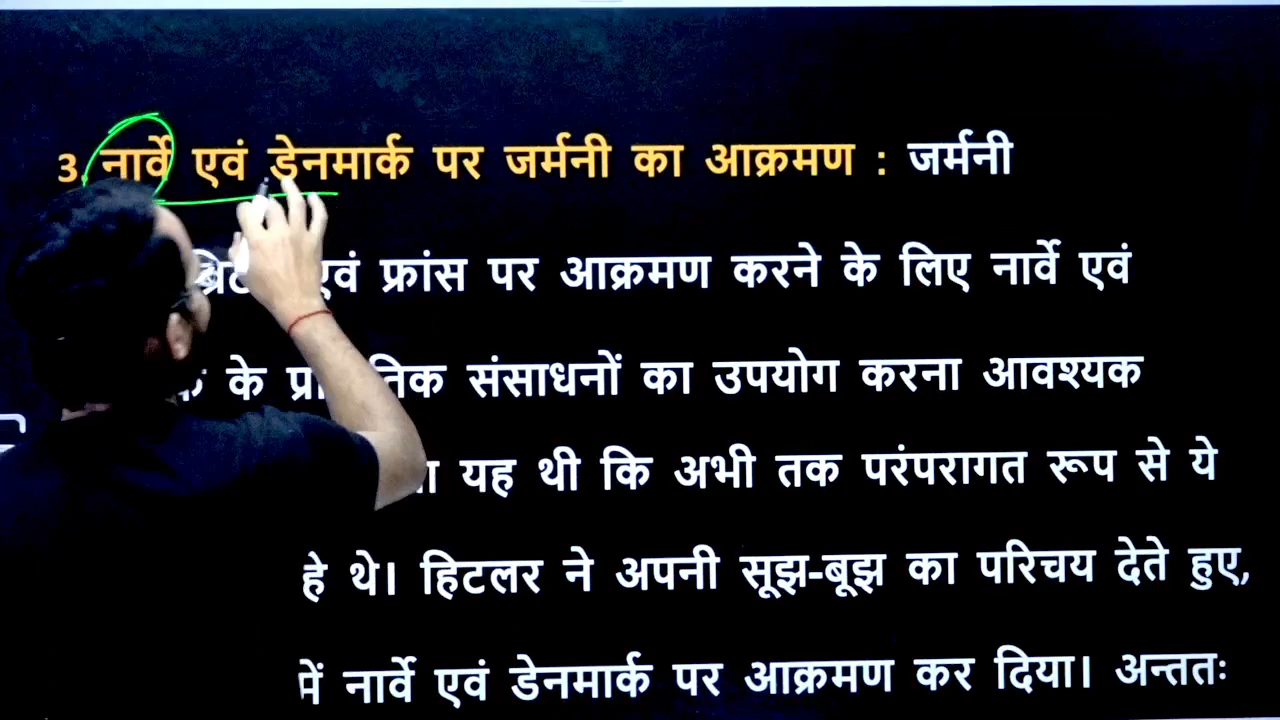 3 नार्वे एवं डेनमार्क पर जर्मनी का आक्रमण : जर्मनी
एवं फ्रांस पर आक्रमण करने के लिए नार्वे एवं
के संसाधनों का उपयोग करना आवश्यक
यह थी कि अभी तक परंपरागत रूप से ये
थे। हिटलर ने अपनी सूझ-बूझ का परिचय देते हुए,
में नार्वे एवं डेनमार्क पर आक्रमण कर दिया। अन्ततः